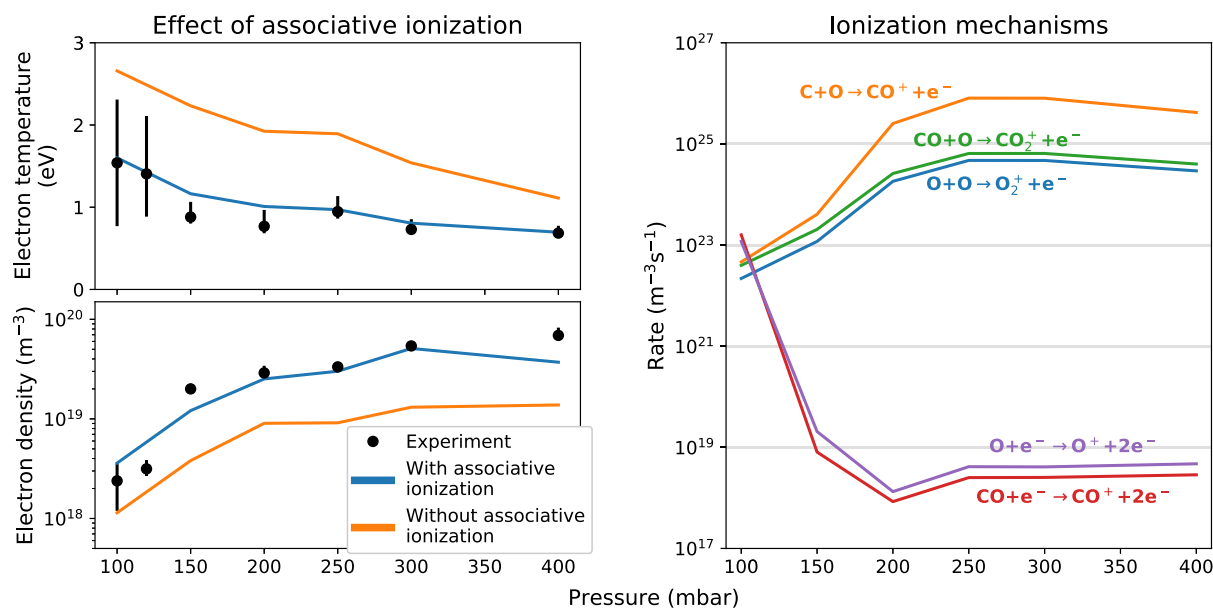 Effect of associative ionization
Electron temperature
(eV)
3
2
1
0
Electron density (m⁻³)
10²⁰
10¹⁹
10¹⁸
100
150
200
250
300
350
400
Experiment
With associative
ionization
Without associative
ionization
Pressure (mbar)
Ionization mechanisms
Rate (m⁻³s⁻¹)
10²⁷
10²⁵
10²³
10²¹
10¹⁹
10¹⁷
C+O→CO⁺+e⁻
CO+O→CO₂⁺+e⁻
O+O→O₂⁺+e⁻
O+e⁻→O⁺+2e⁻
CO+e⁻→CO⁺+2e⁻
100
150
200
250
300
350
400